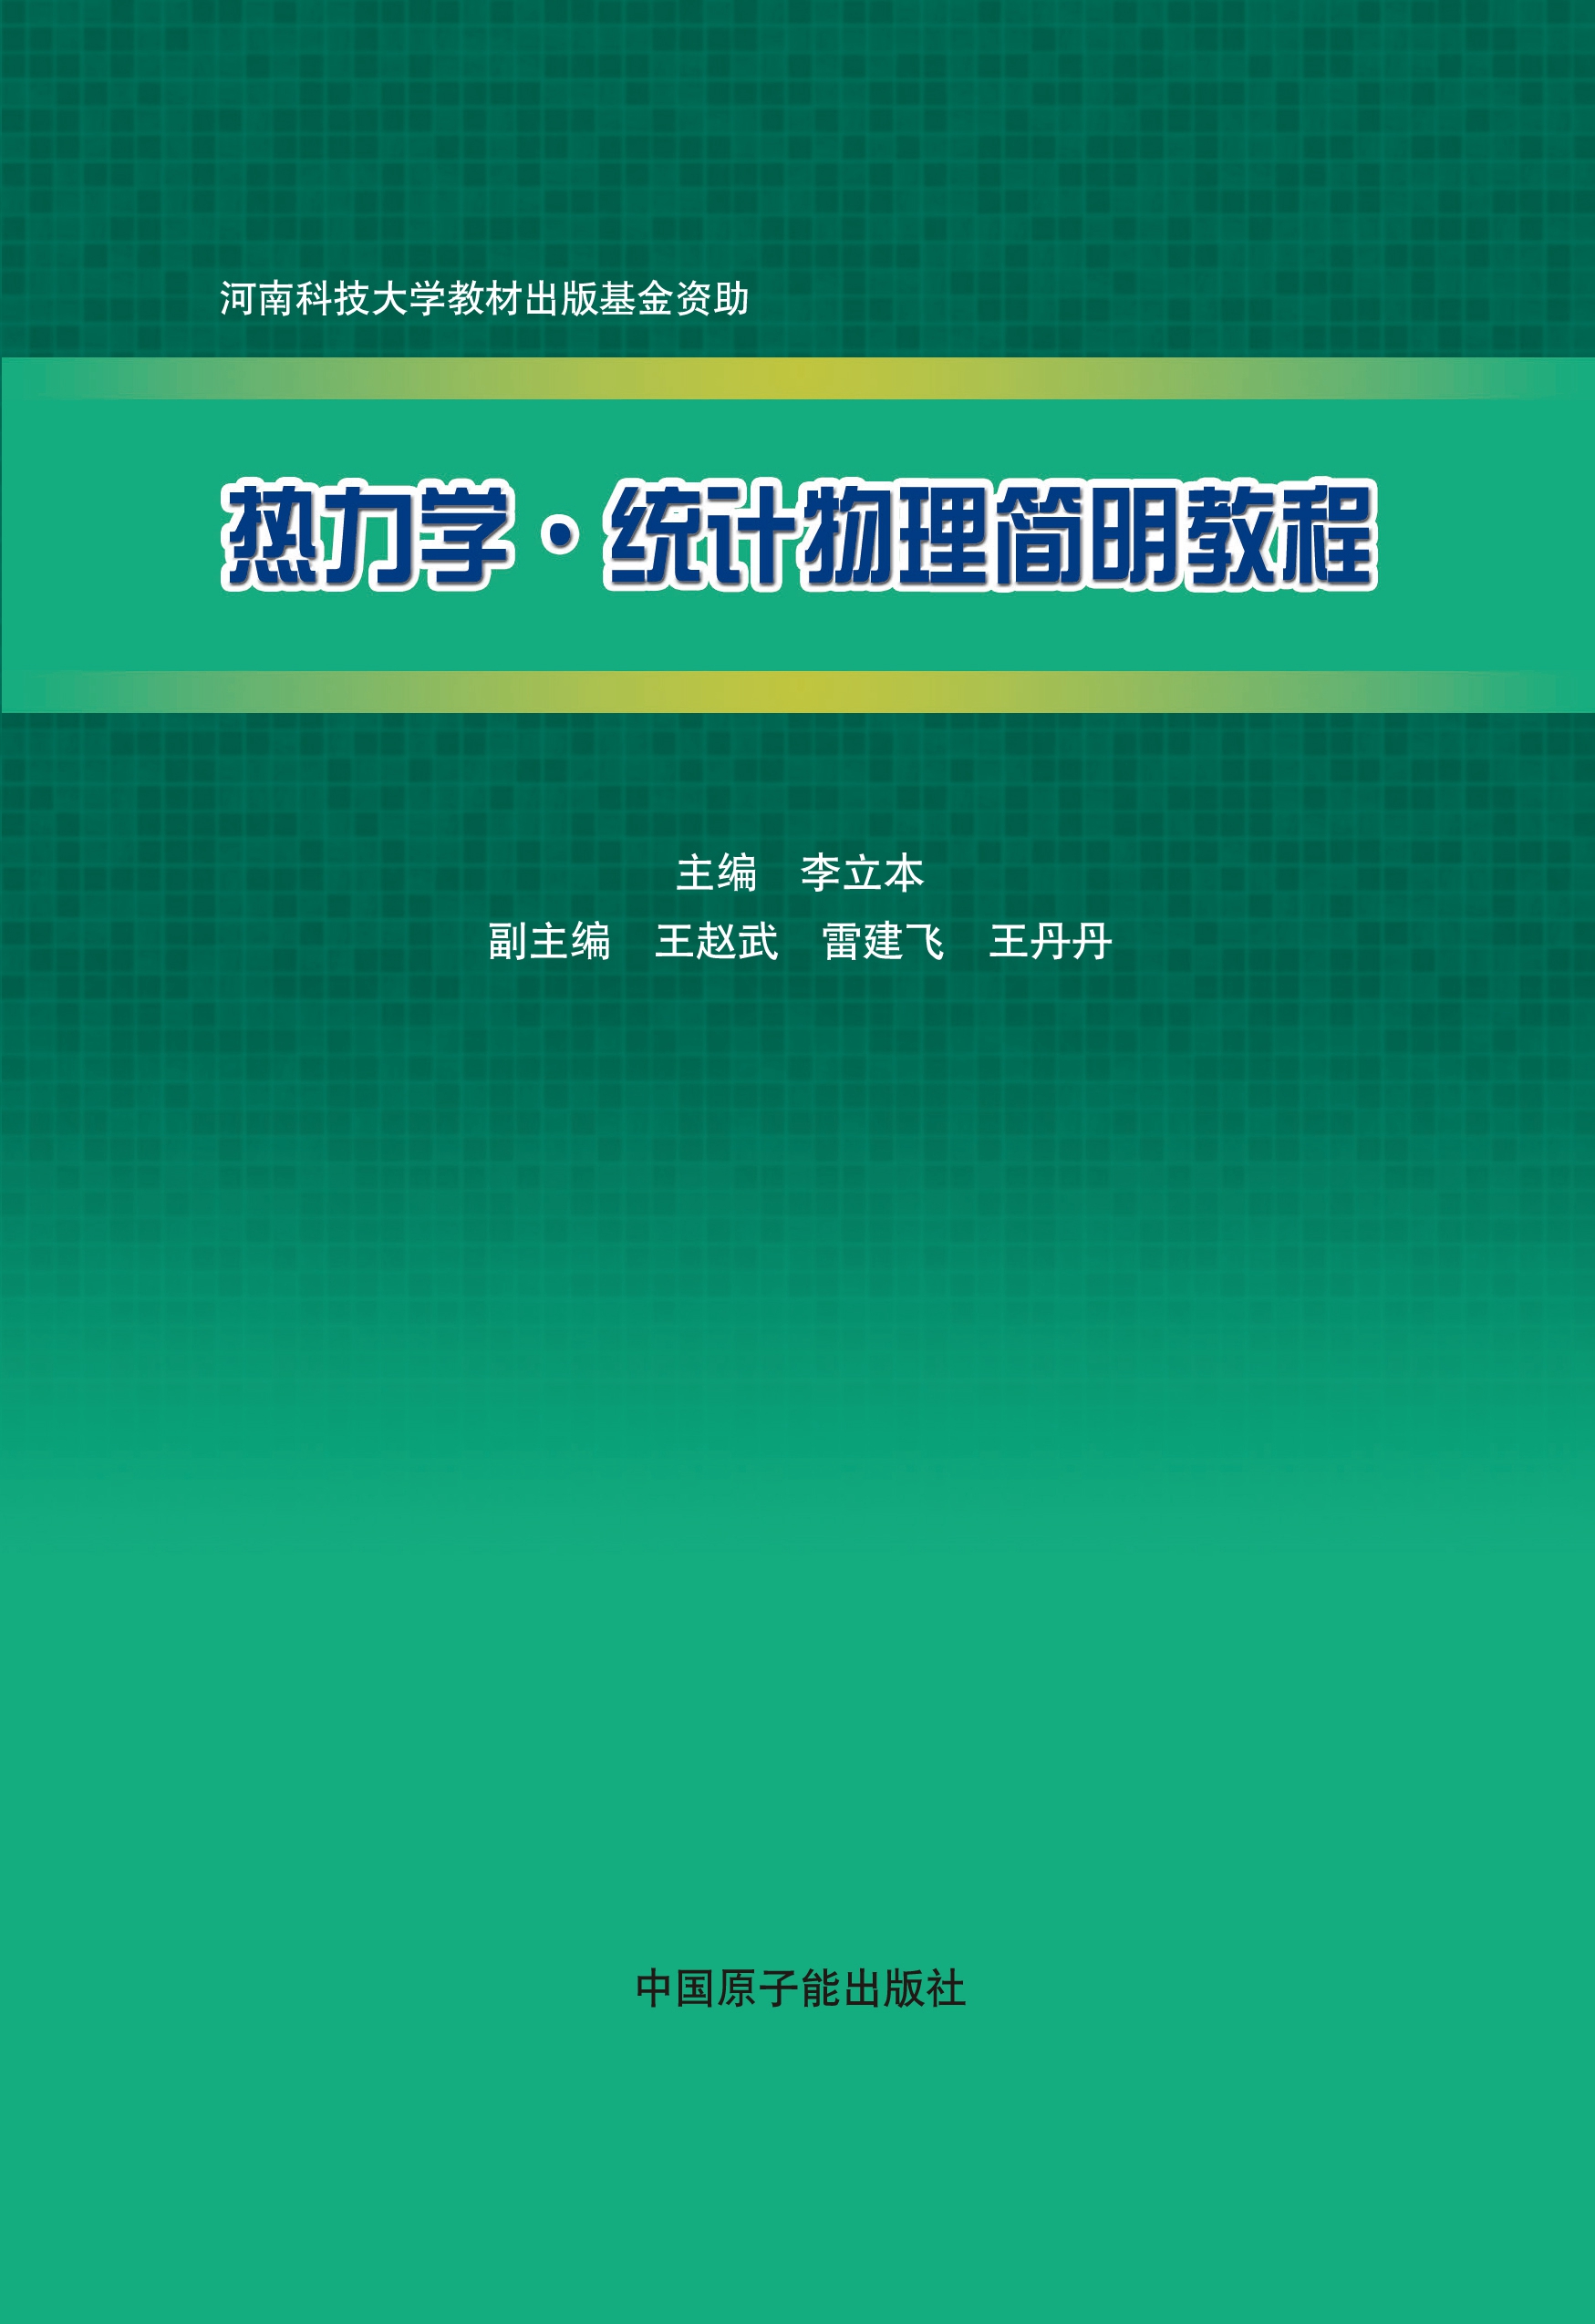 河南科技大学教材出版基金资助
热力学·统计物理简明教程
主编 李立本
副主编 王赵武 雷建飞 王丹丹
中国原子能出版社